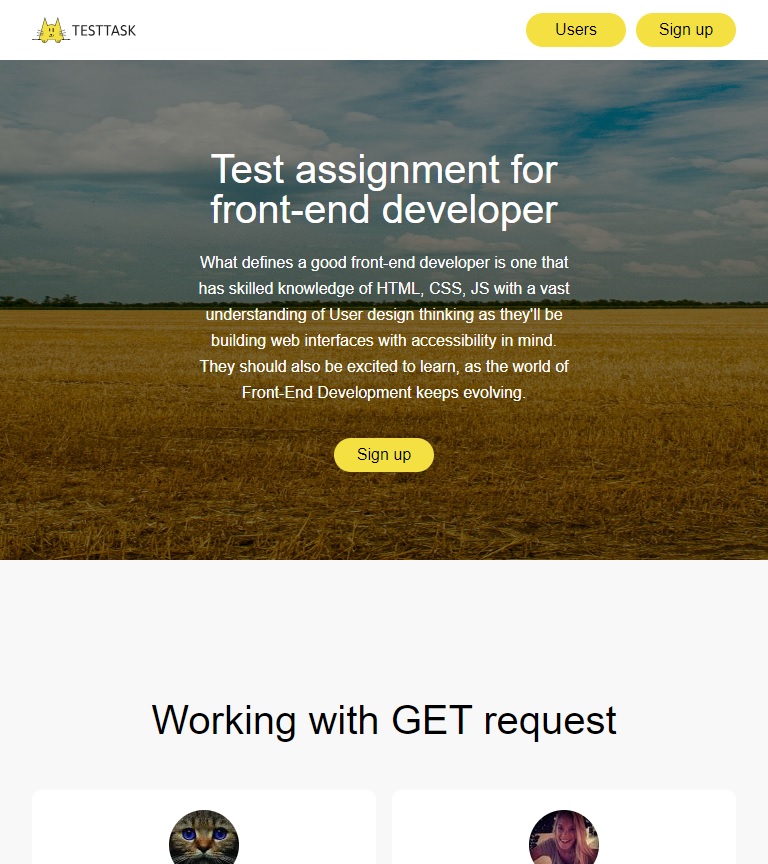 TESTTASK
Users
Sign up
Test assignment for
front-end developer
What defines a good front-end developer is one that
has skilled knowledge of HTML, CSS, JS with a vast
understanding of User design thinking as they'll be
building web interfaces with accessibility in mind.
They should also be excited to learn, as the world of
Front-End Development keeps evolving.
Sign up
Working with GET request